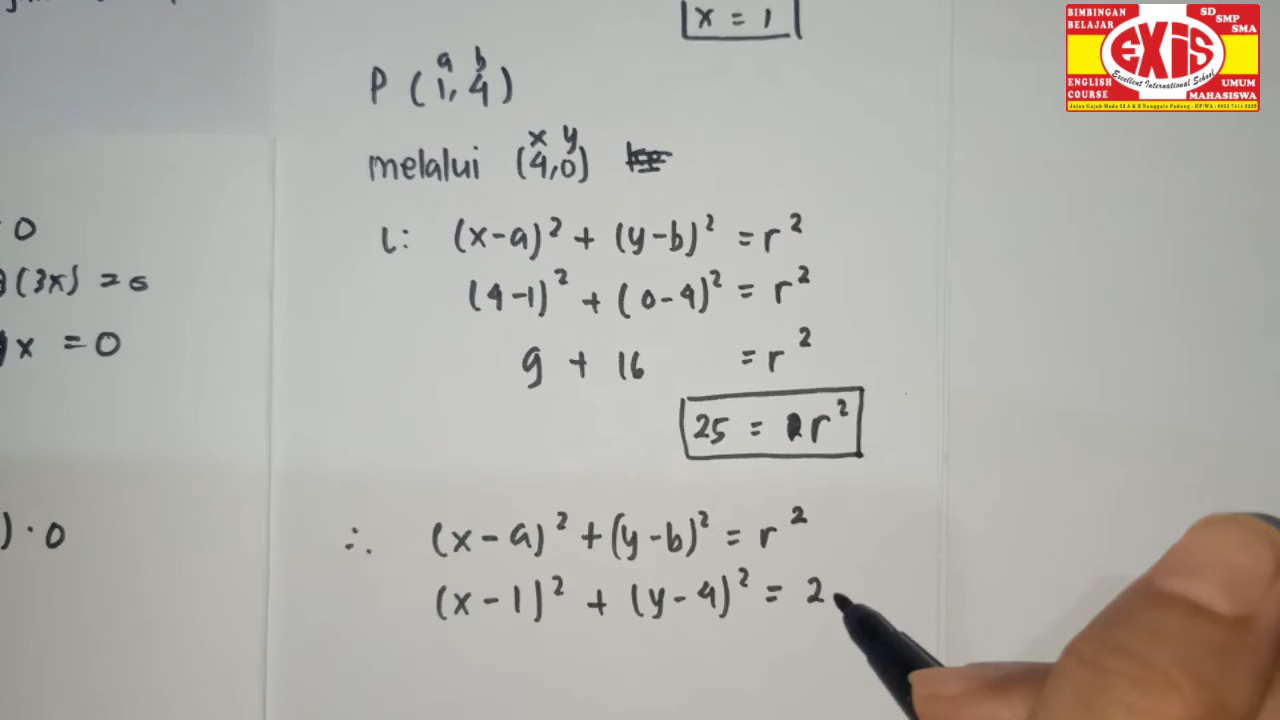 x = 1
a b
P (1, 4)
x y
melalui (4,0)
= 0
(3x) = 0
x = 0
L: (x-a)² + (y-b)² = r²
(4-1)² + (0-4)² = r²
9 + 16 = r²
25 = r²
) · 0
∴ (x-a)² + (y-b)² = r²
(x-1)² + (y-4)² = 2
BIMBINGAN BELAJAR
SD SMP SMA
EXIS
Excellent International School
ENGLISH COURSE
UMUM MAHASISWA